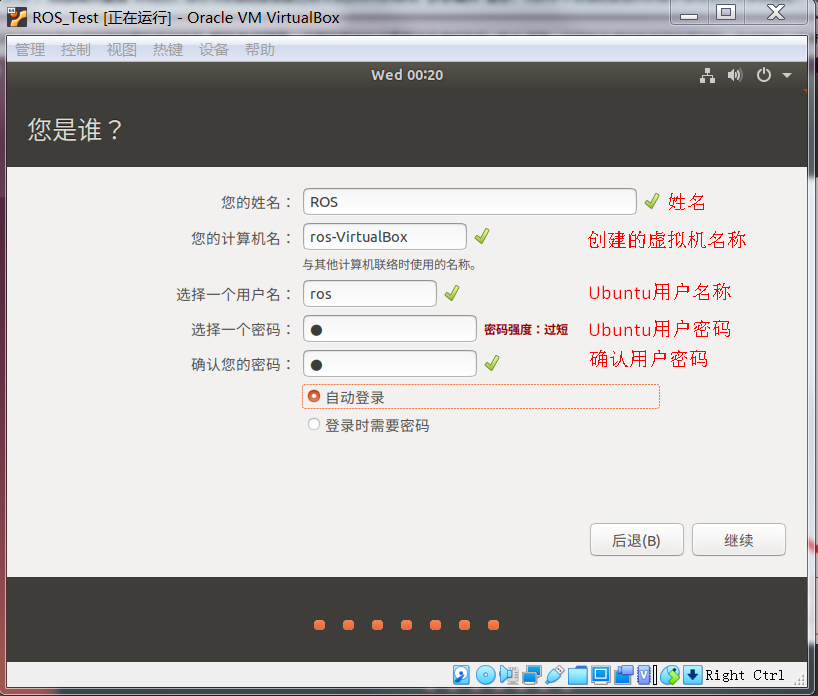 ROS_Test [正在运行] - Oracle VM VirtualBox
管理 控制 视图 热键 设备 帮助
Wed 00:20
您是谁？
您的姓名： ROS 姓名
您的计算机名： ros-VirtualBox 创建的虚拟机名称
与其他计算机联络时使用的名称。
选择一个用户名： ros Ubuntu用户名称
选择一个密码： ● 密码强度：过短 Ubuntu用户密码
确认您的密码： ● 确认用户密码
自动登录
登录时需要密码
后退(B) 继续
Right Ctrl